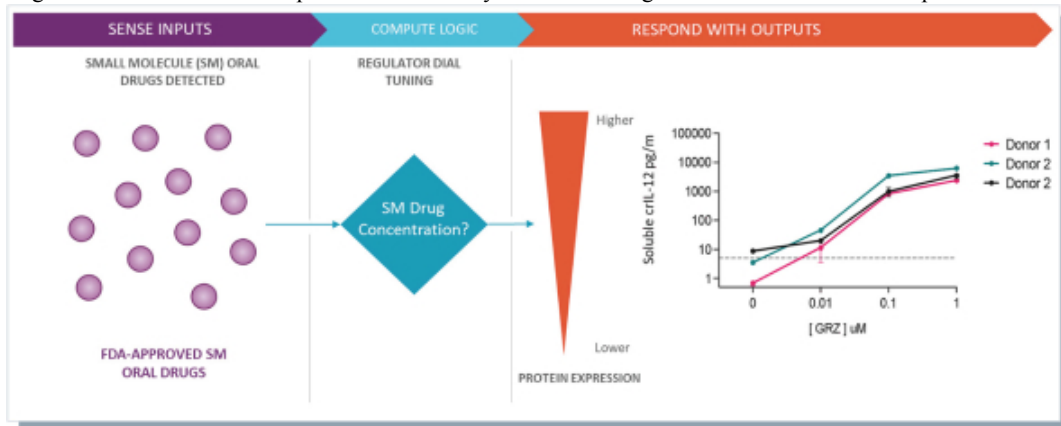 SENSE INPUTS
COMPUTE LOGIC
RESPOND WITH OUTPUTS
SMALL MOLECULE (SM) ORAL
DRUGS DETECTED
REGULATOR DIAL
TUNING
SM Drug
Concentration?
FDA-APPROVED SM
ORAL DRUGS
Higher
Lower
PROTEIN EXPRESSION
Soluble crIL-12 pg/m
100000
10000
1000
100
10
1
0
0.01
0.1
1
[ GRZ ] uM
Donor 1
Donor 2
Donor 2